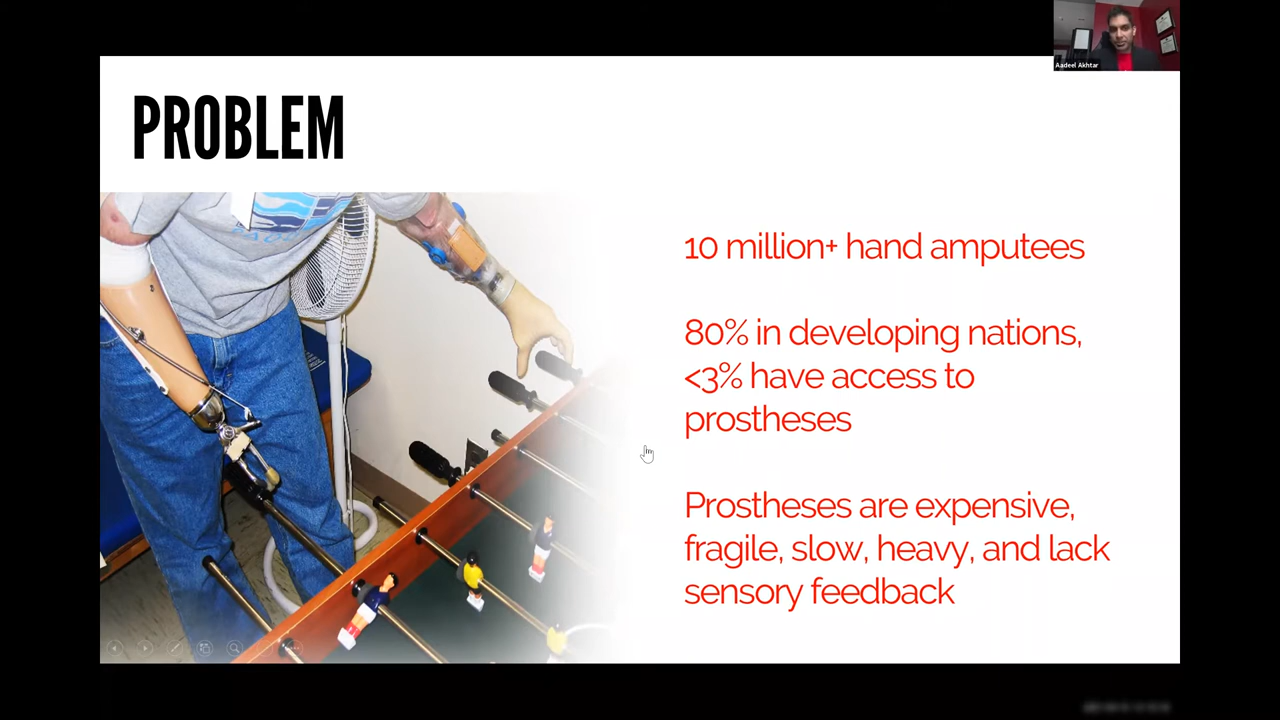 Aadeel Akhtar
PROBLEM
10 million+ hand amputees
80% in developing nations,
<3% have access to
prostheses
Prostheses are expensive,
fragile, slow, heavy, and lack
sensory feedback